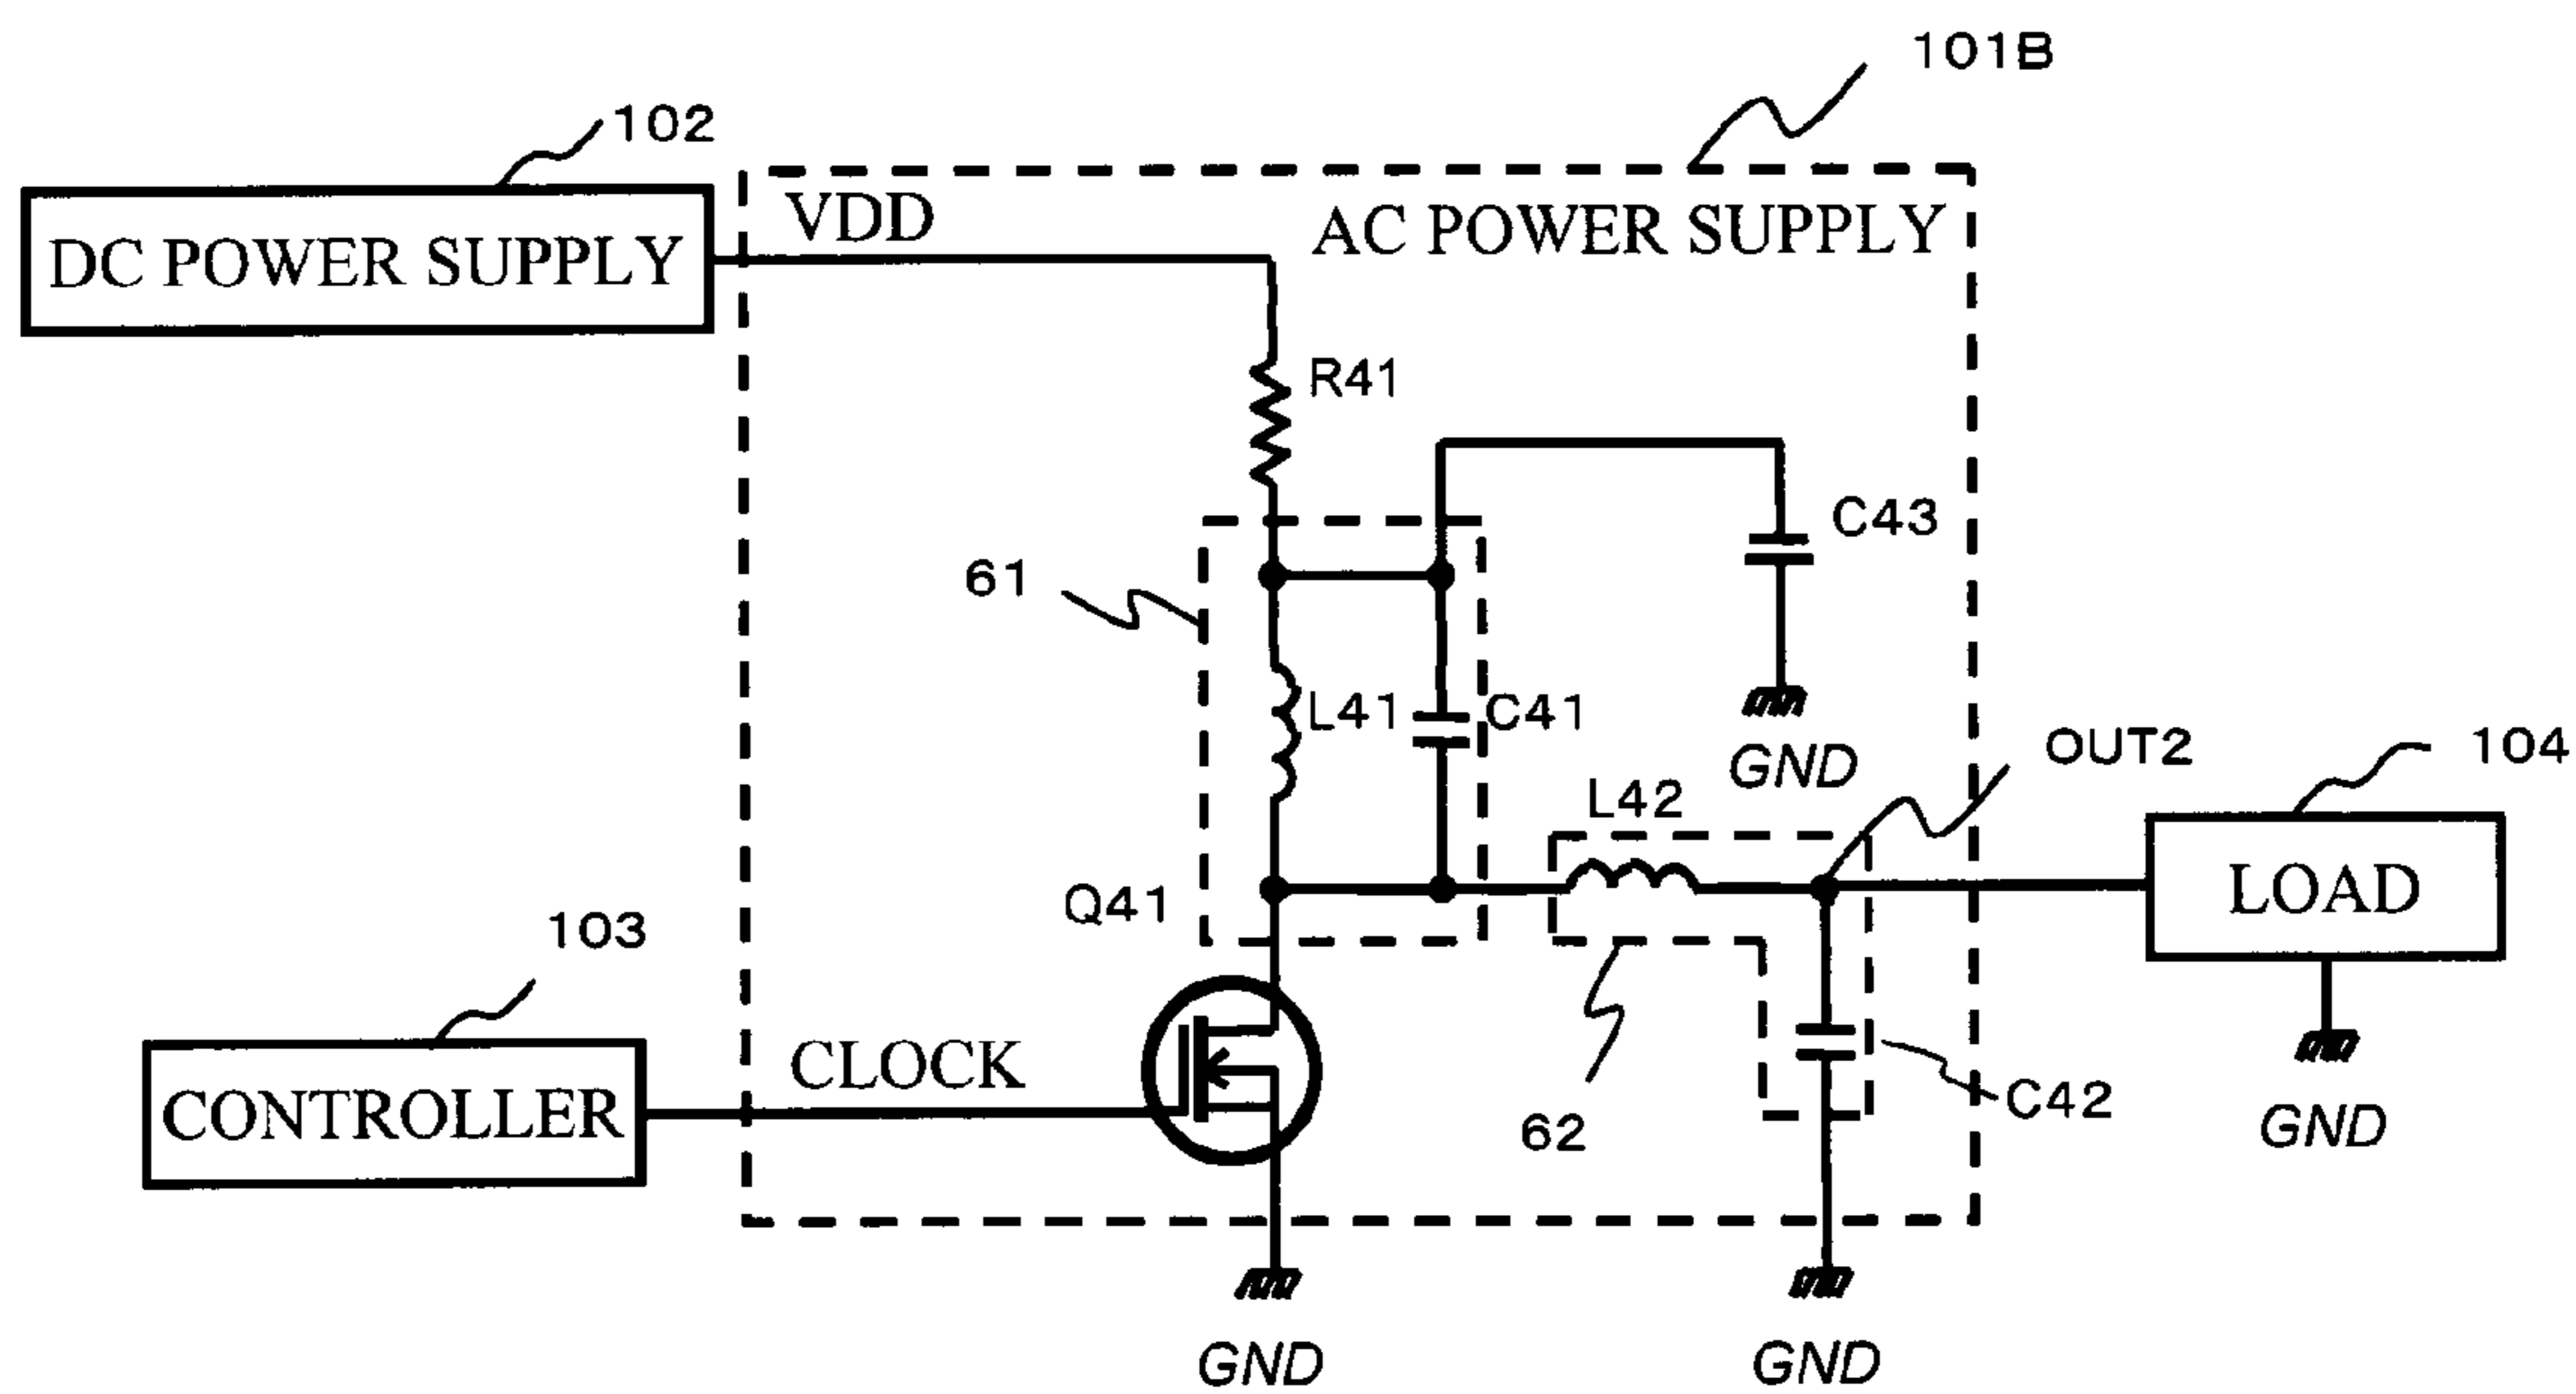 101B
102
VDD
AC POWER SUPPLY
DC POWER SUPPLY
R41
C43
61
L41
C41
GND
OUT2
104
L42
LOAD
Q41
103
CLOCK
CONTROLLER
62
C42
GND
GND
GND